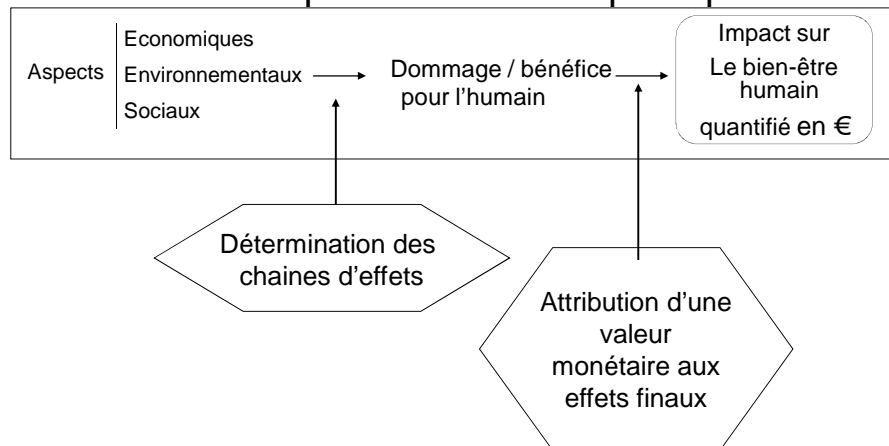 Economiques
Aspects
Environnementaux
Sociaux
Dommage / bénéfice
pour l'humain
Impact sur
Le bien-être
humain
quantifié en €
Détermination des
chaines d'effets
Attribution d'une
valeur
monétaire aux
effets finaux